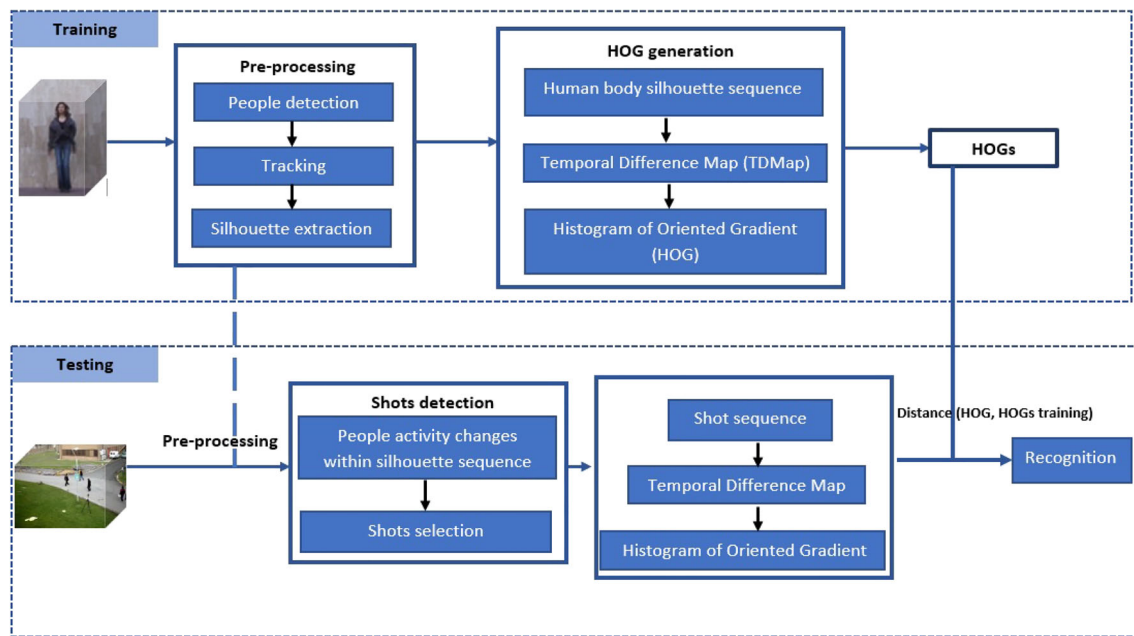 Training
Pre-processing
People detection
Tracking
Silhouette extraction
HOG generation
Human body silhouette sequence
Temporal Difference Map (TDMap)
Histogram of Oriented Gradient
(HOG)
HOGs
Testing
Pre-processing
Shots detection
People activity changes
within silhouette sequence
Shots selection
Shot sequence
Temporal Difference Map
Histogram of Oriented Gradient
Distance (HOG, HOGs training)
Recognition